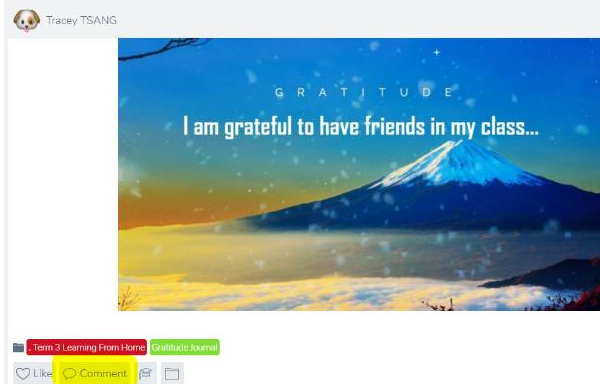 Tracey TSANG
GRATITUDE
I am grateful to have friends in my class...
. Term 3 Learning From Home Gratitude Journal
Like Comment